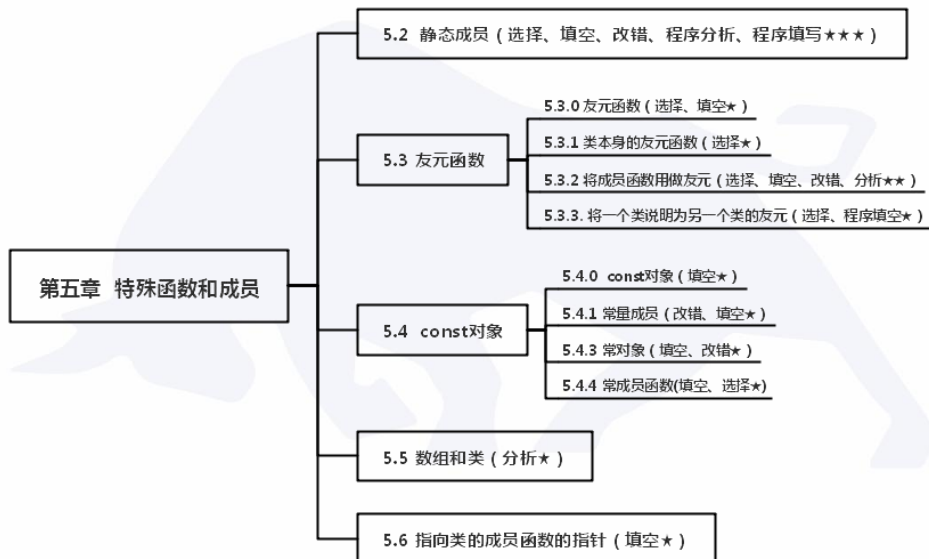 5.2 静态成员（选择、填空、改错、程序分析、程序填写★★★）
5.3.0 友元函数（选择、填空★）
5.3.1 类本身的友元函数（选择★）
5.3 友元函数
5.3.2 将成员函数用做友元（选择、填空、改错、分析★★）
5.3.3. 将一个类说明为另一个类的友元（选择、程序填空★）
第五章 特殊函数和成员
5.4.0 const对象（填空★）
5.4.1 常量成员（改错、填空★）
5.4 const对象
5.4.3 常对象（填空、改错★）
5.4.4 常成员函数(填空、选择★)
5.5 数组和类（分析★）
5.6 指向类的成员函数的指针（填空★）